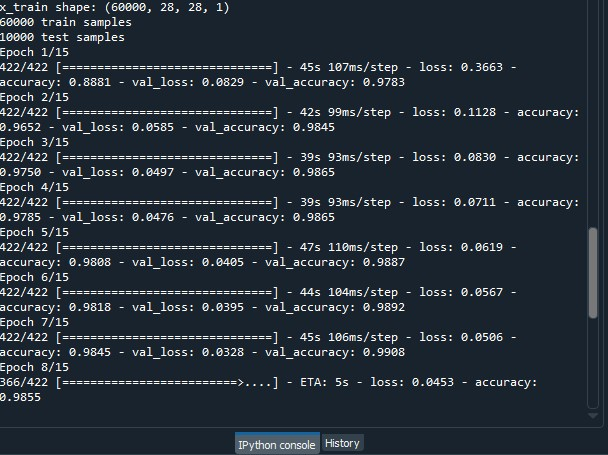 x_train shape: (60000, 28, 28, 1)
60000 train samples
10000 test samples
Epoch 1/15
422/422 [==============================] - 45s 107ms/step - loss: 0.3663 -
accuracy: 0.8881 - val_loss: 0.0829 - val_accuracy: 0.9783
Epoch 2/15
422/422 [==============================] - 42s 99ms/step - loss: 0.1128 - accuracy:
0.9652 - val_loss: 0.0585 - val_accuracy: 0.9845
Epoch 3/15
422/422 [==============================] - 39s 93ms/step - loss: 0.0830 - accuracy:
0.9750 - val_loss: 0.0497 - val_accuracy: 0.9865
Epoch 4/15
422/422 [==============================] - 39s 93ms/step - loss: 0.0711 - accuracy:
0.9785 - val_loss: 0.0476 - val_accuracy: 0.9865
Epoch 5/15
422/422 [==============================] - 47s 110ms/step - loss: 0.0619 -
accuracy: 0.9808 - val_loss: 0.0405 - val_accuracy: 0.9887
Epoch 6/15
422/422 [==============================] - 44s 104ms/step - loss: 0.0567 -
accuracy: 0.9818 - val_loss: 0.0395 - val_accuracy: 0.9892
Epoch 7/15
422/422 [==============================] - 45s 106ms/step - loss: 0.0506 -
accuracy: 0.9845 - val_loss: 0.0328 - val_accuracy: 0.9908
Epoch 8/15
366/422 [=========================>....] - ETA: 5s - loss: 0.0453 - accuracy:
0.9855
IPython console History